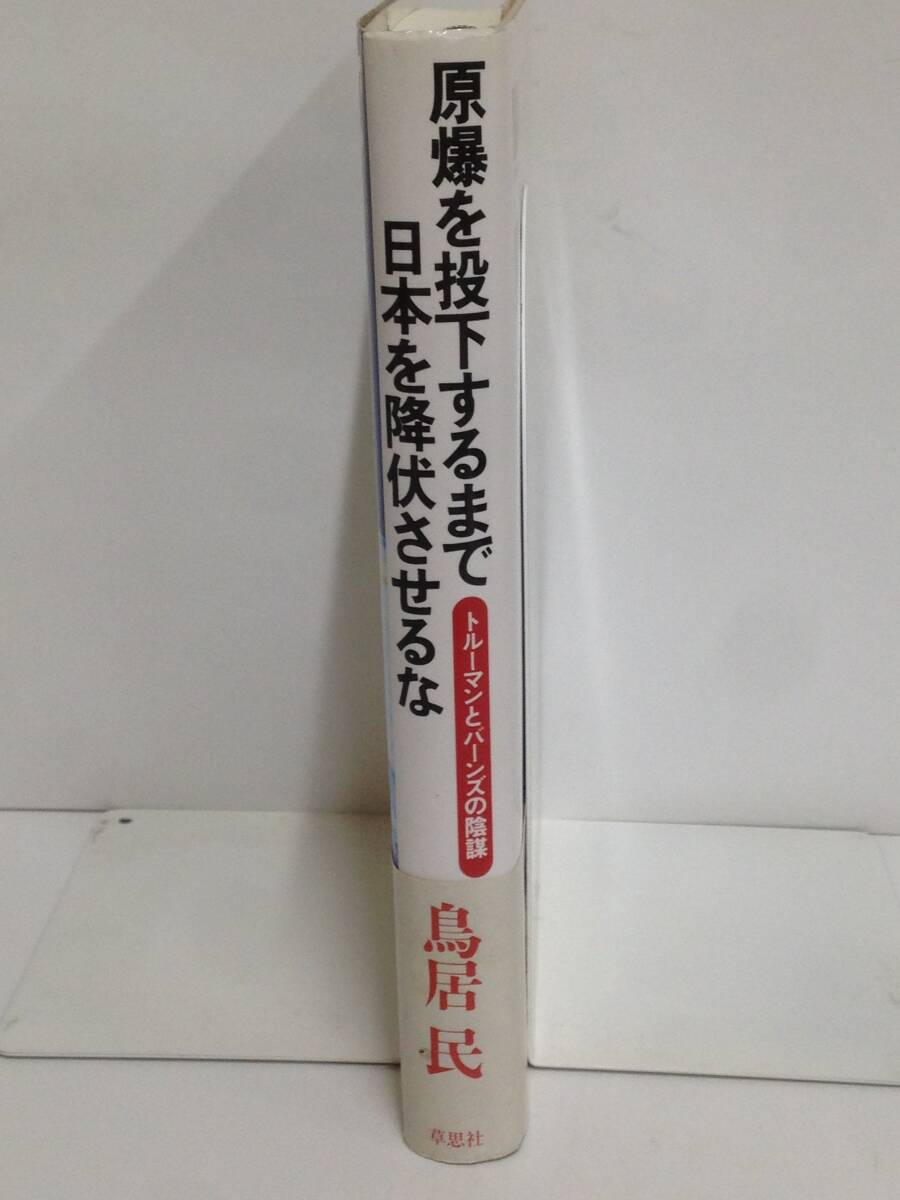 原爆を投下するまで
日本を降伏させるな
トルーマンとバーンズの陰謀
鳥居民
草思社